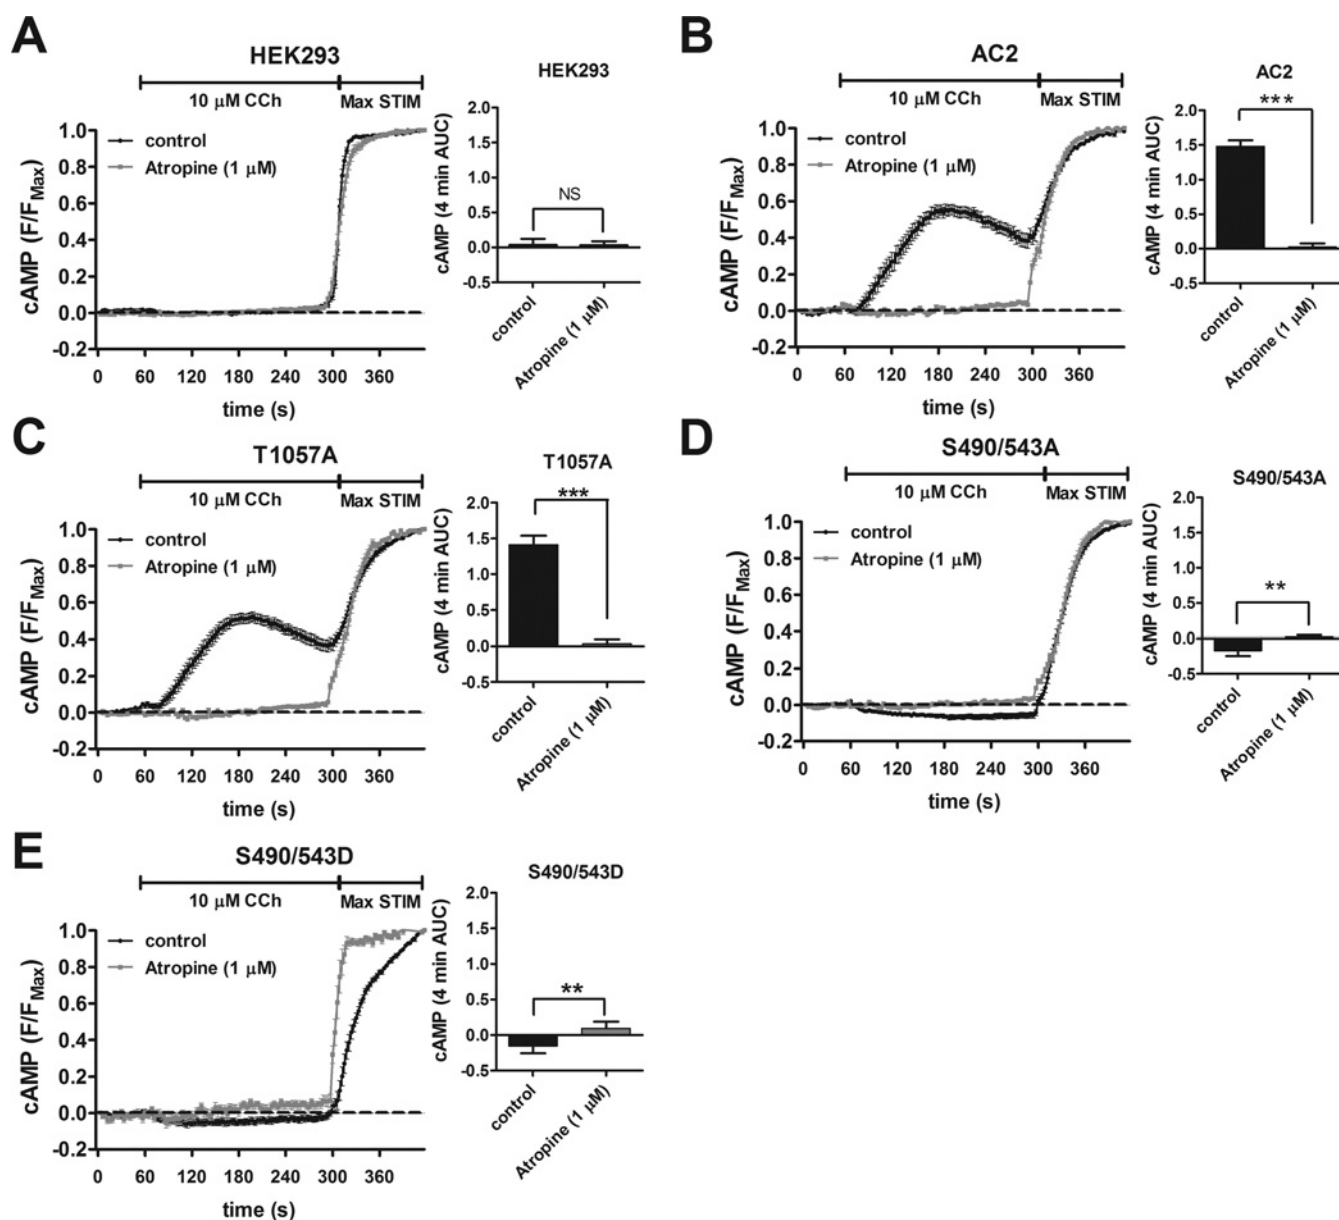 A
HEK293
10 μM CCh
Max STIM
control
Atropine (1 μM)
cAMP (F/FMax)
1.0
0.8
0.6
0.4
0.2
0.0
-0.2
0 60 120 180 240 300 360
time (s)
HEK293
cAMP (4 min AUC)
2.0
1.5
1.0
0.5
0.0
-0.5
NS
control
Atropine (1 μM)
B
AC2
10 μM CCh
Max STIM
control
Atropine (1 μM)
cAMP (F/FMax)
1.0
0.8
0.6
0.4
0.2
0.0
-0.2
0 60 120 180 240 300 360
time (s)
AC2
cAMP (4 min AUC)
2.0
1.5
1.0
0.5
0.0
-0.5
***
control
Atropine (1 μM)
C
T1057A
10 μM CCh
Max STIM
control
Atropine (1 μM)
cAMP (F/FMax)
1.0
0.8
0.6
0.4
0.2
0.0
-0.2
0 60 120 180 240 300 360
time (s)
T1057A
cAMP (4 min AUC)
2.0
1.5
1.0
0.5
0.0
-0.5
***
control
Atropine (1 μM)
D
S490/543A
10 μM CCh
Max STIM
control
Atropine (1 μM)
cAMP (F/FMax)
1.0
0.8
0.6
0.4
0.2
0.0
-0.2
0 60 120 180 240 300 360
time (s)
S490/543A
cAMP (4 min AUC)
2.0
1.5
1.0
0.5
0.0
-0.5
**
control
Atropine (1 μM)
E
S490/543D
10 μM CCh
Max STIM
control
Atropine (1 μM)
cAMP (F/FMax)
1.0
0.8
0.6
0.4
0.2
0.0
-0.2
0 60 120 180 240 300 360
time (s)
S490/543D
cAMP (4 min AUC)
2.0
1.5
1.0
0.5
0.0
-0.5
**
control
Atropine (1 μM)